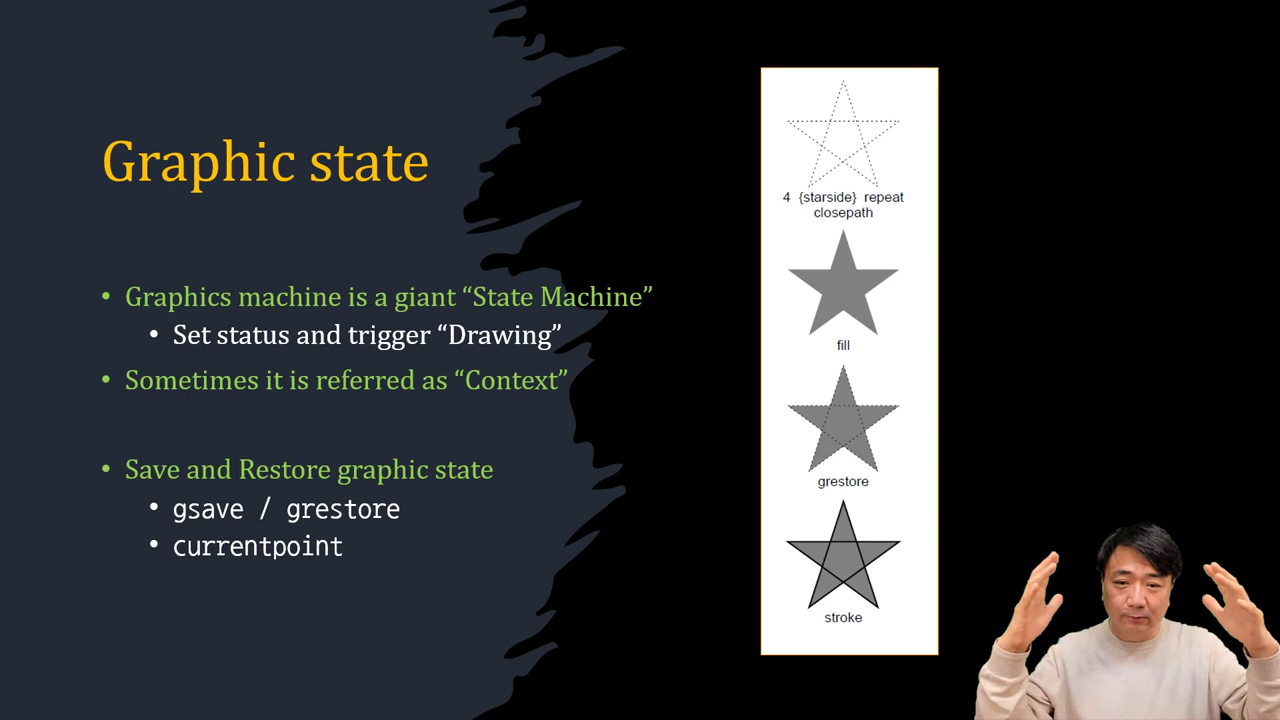 Graphic state
• Graphics machine is a giant “State Machine”
• Set status and trigger “Drawing”
• Sometimes it is referred as “Context”
• Save and Restore graphic state
• gsave / grestore
• currentpoint
4 {starside} repeat
closepath
fill
grestore
stroke